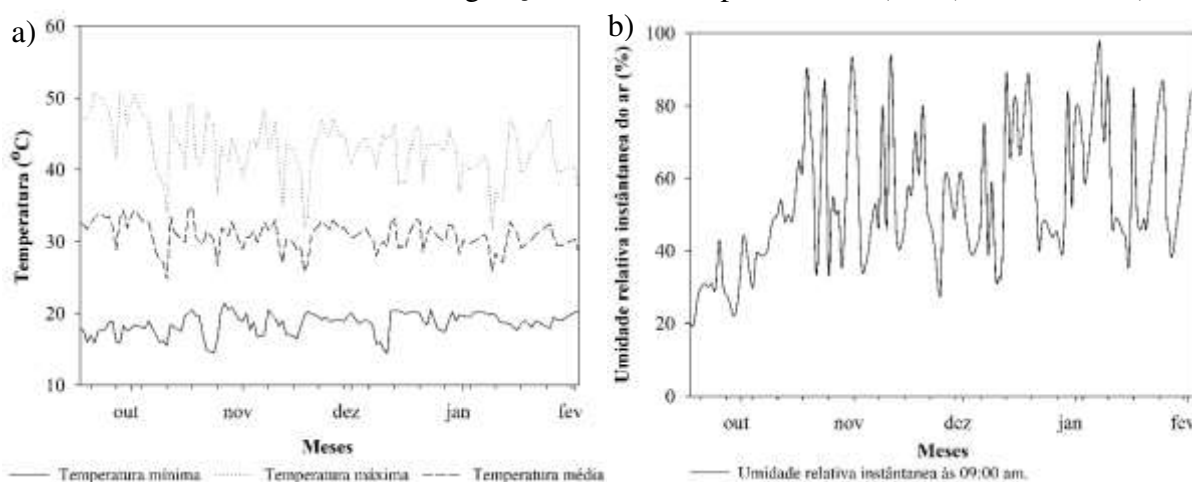 a)
b)
Temperatura (⁰C)
60
50
40
30
20
10
out nov dez jan fev
Meses
Temperatura mínima Temperatura máxima Temperatura média
Umidade relativa instântanea do ar (%)
100
80
60
40
20
0
out nov dez jan fev
Meses
Umidade relativa instântanea às 09:00 am.